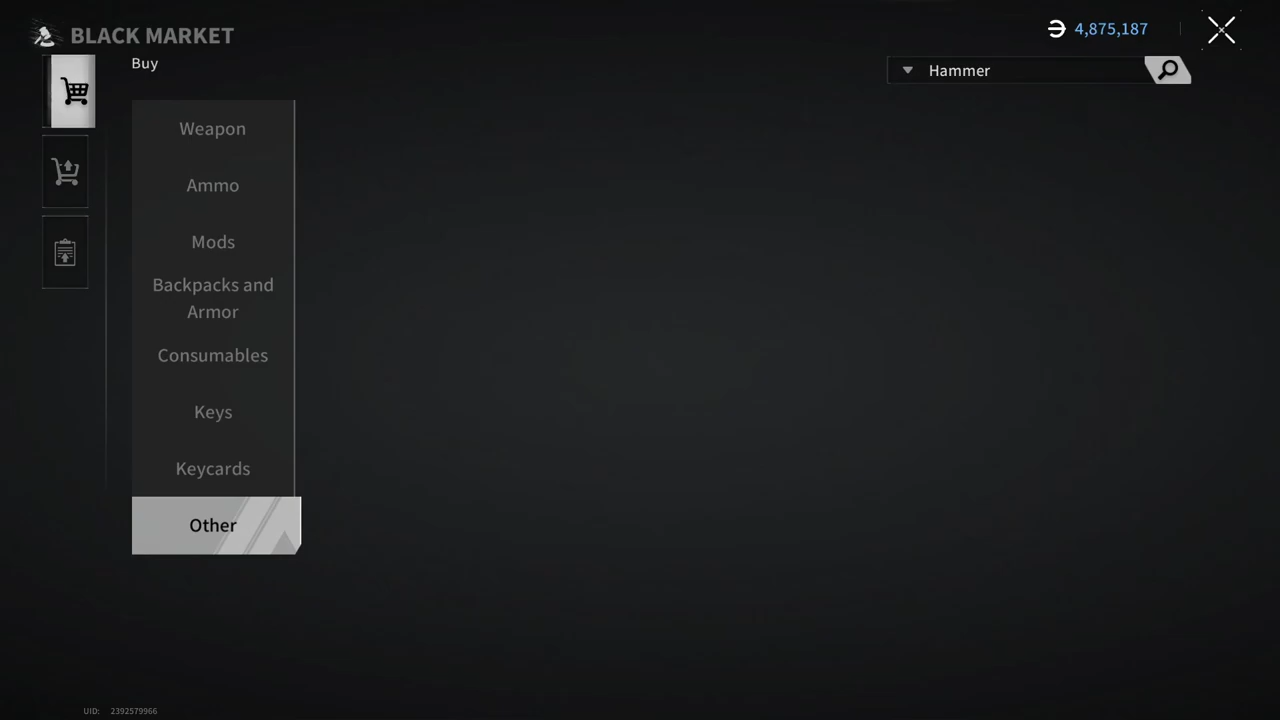 BLACK MARKET
4,875,187
Buy
Hammer
Weapon
Ammo
Mods
Backpacks and
Armor
Consumables
Keys
Keycards
Other
UID: 2392579966